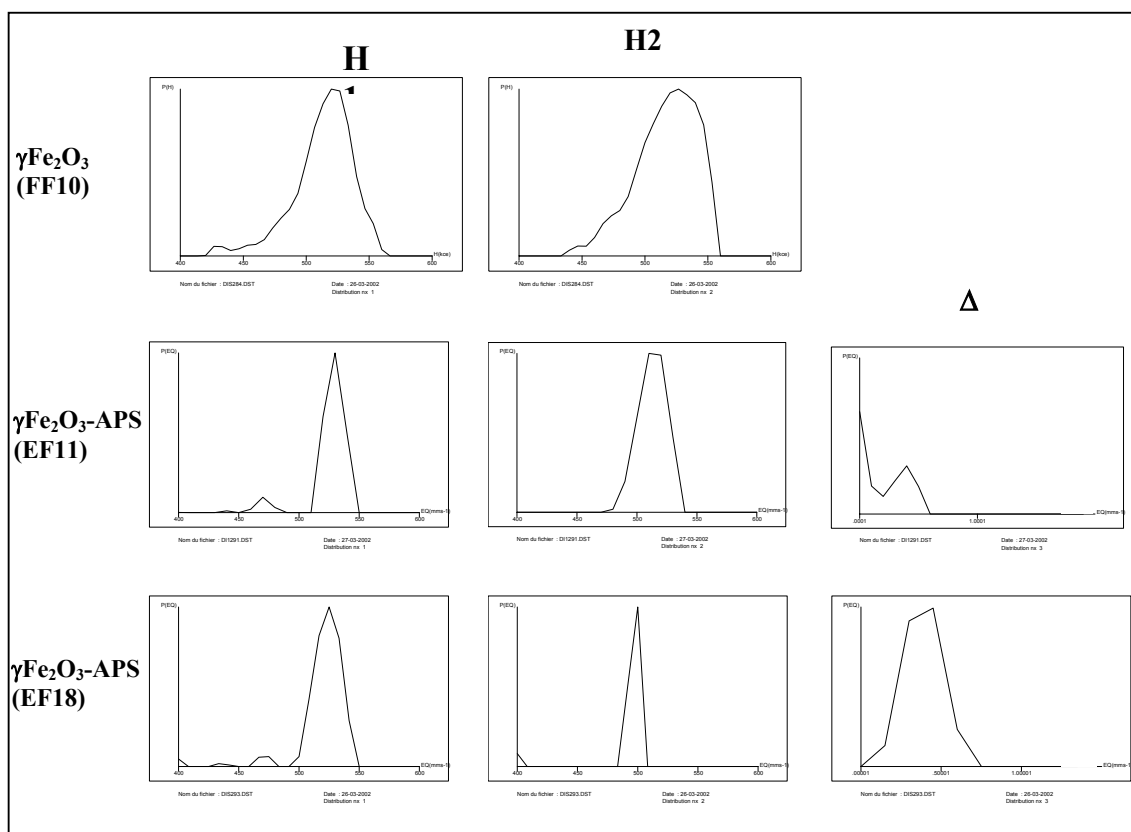 H1
H2
γFe₂O₃
(FF10)
P(H)
400
450
500
550
600
H(koe)
Nom du fichier : DIS284.DST
Date : 26-03-2002
Distribution nx 1
P(H)
400
450
500
550
600
H(koe)
Nom du fichier : DIS284.DST
Date : 26-03-2002
Distribution nx 2
Δ
γFe₂O₃-APS
(EF11)
P(EQ)
400
450
500
550
600
EQ(mms-1)
Nom du fichier : DI1291.DST
Date : 27-03-2002
Distribution nx 1
P(EQ)
400
450
500
550
600
EQ(mms-1)
Nom du fichier : DI1291.DST
Date : 27-03-2002
Distribution nx 2
P(EQ)
.0001
1.0001
EQ(mms-1)
Nom du fichier : DI1291.DST
Date : 27-03-2002
Distribution nx 3
γFe₂O₃-APS
(EF18)
P(EQ)
400
450
500
550
600
EQ(mms-1)
Nom du fichier : DIS293.DST
Date : 26-03-2002
Distribution nx 1
P(EQ)
400
450
500
550
600
EQ(mms-1)
Nom du fichier : DIS293.DST
Date : 26-03-2002
Distribution nx 2
P(EQ)
.00001
.50001
1.00001
EQ(mms-1)
Nom du fichier : DIS293.DST
Date : 26-03-2002
Distribution nx 3